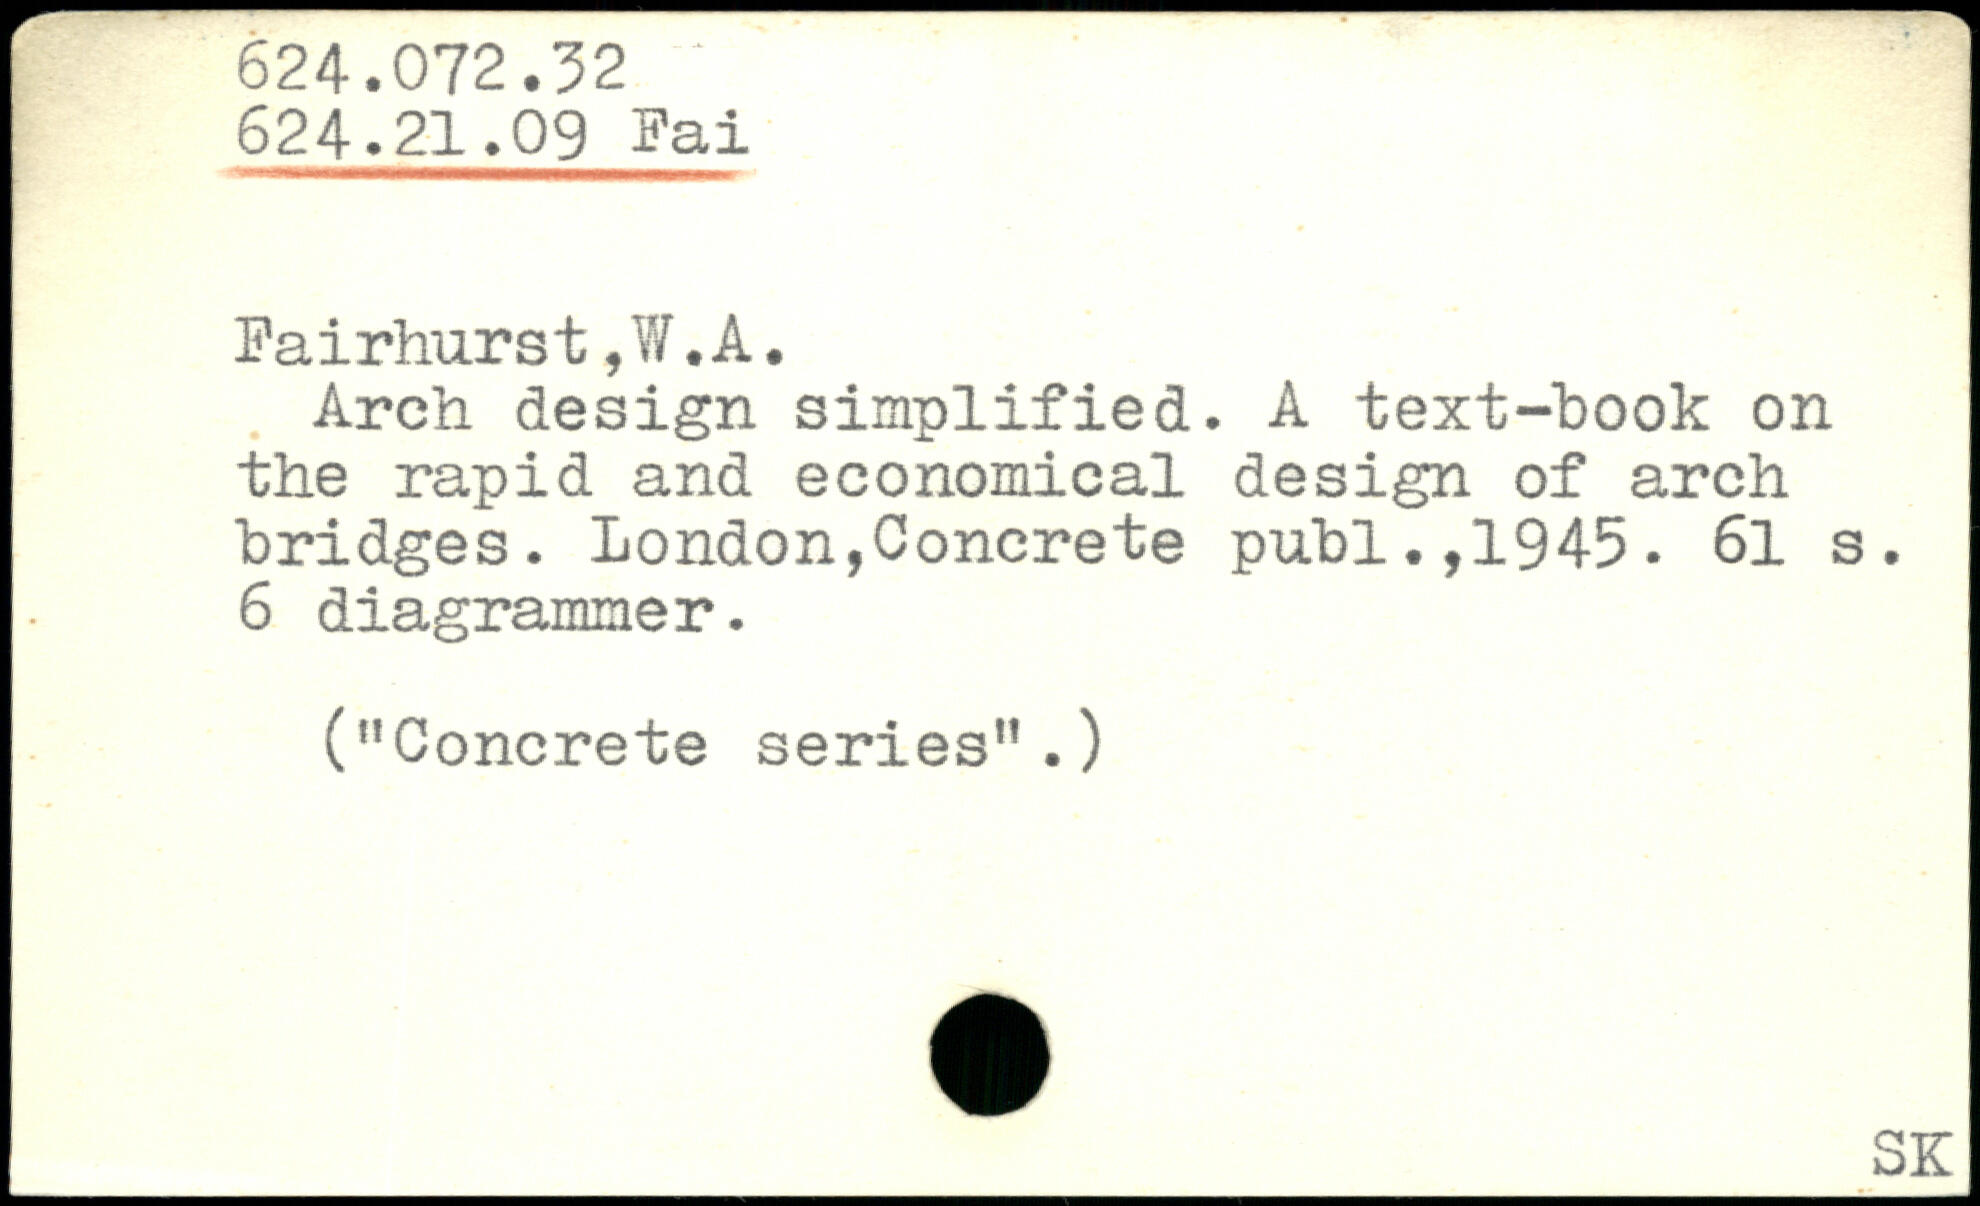 624.072.32
624.21.09 Fai
Fairhurst,W.A.
Arch design simplified. A text-book on
the rapid and economical design of arch
bridges. London,Concrete publ.,1945. 61 s.
6 diagrammer.
("Concrete series".)
SK